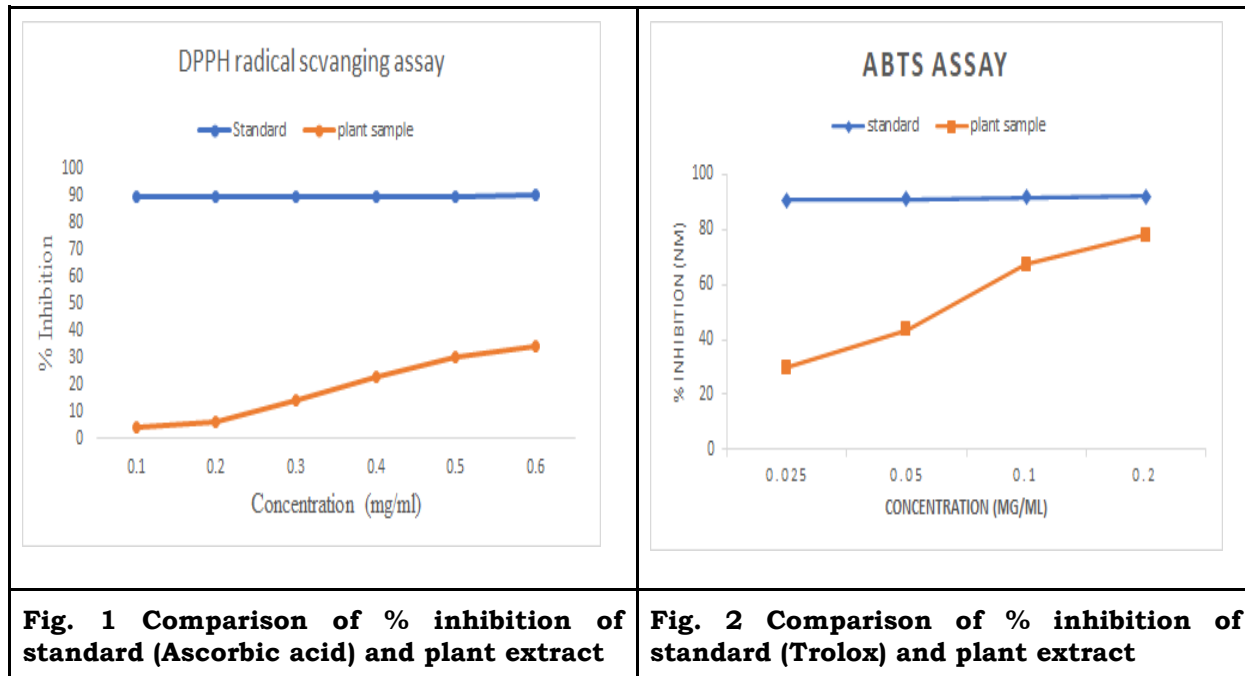 DPPH radical scvanging assay
Standard plant sample
100
90
80
70
60
50
40
30
20
10
0
% Inhibition
0.1 0.2 0.3 0.4 0.5 0.6
Concentration (mg/ml)
ABTS ASSAY
standard plant sample
100
80
60
40
20
0
% INHIBITION (NM)
0.025 0.05 0.1 0.2
CONCENTRATION (MG/ML)
Fig. 1 Comparison of % inhibition of
standard (Ascorbic acid) and plant extract
Fig. 2 Comparison of % inhibition of
standard (Trolox) and plant extract